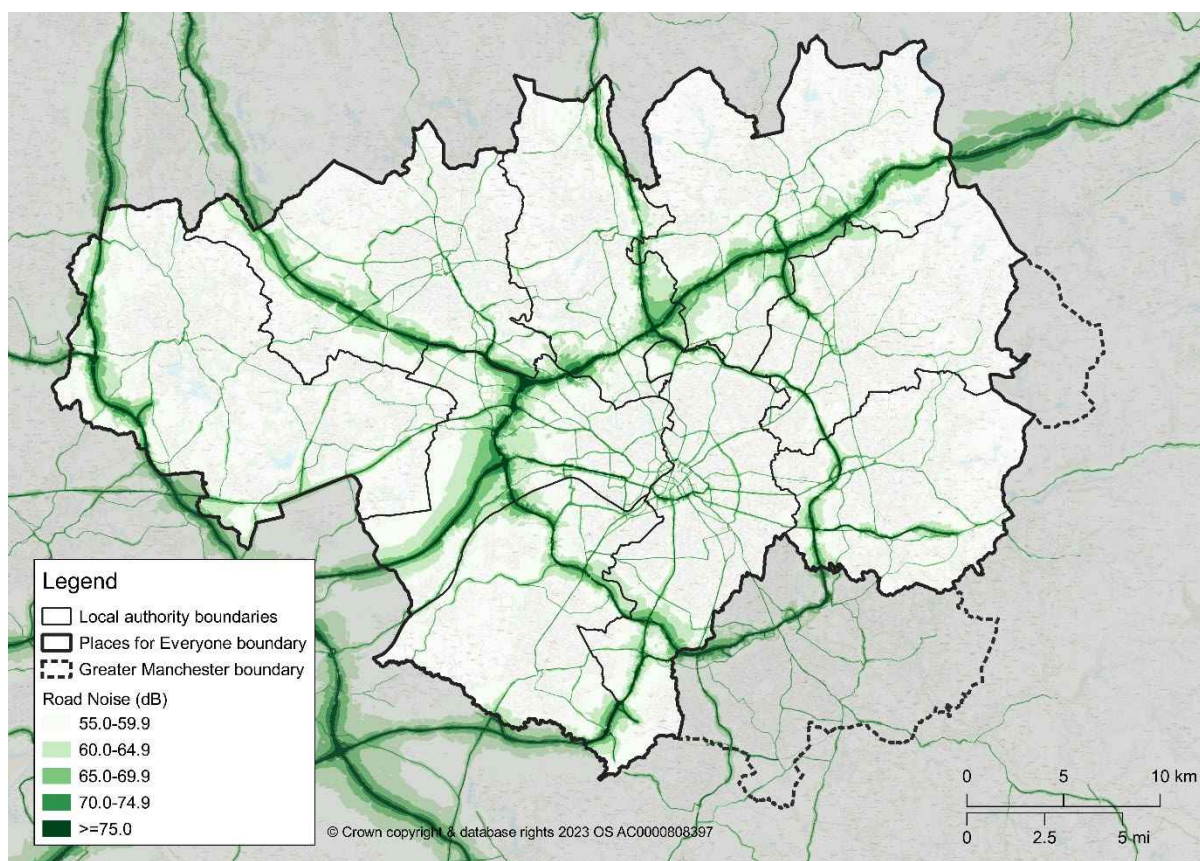 Legend
Local authority boundaries
Places for Everyone boundary
Greater Manchester boundary
Road Noise (dB)
55.0-59.9
60.0-64.9
65.0-69.9
70.0-74.9
>=75.0
© Crown copyright & database rights 2023 OS AC0000808397
0 5 10 km
0 2.5 5 mi